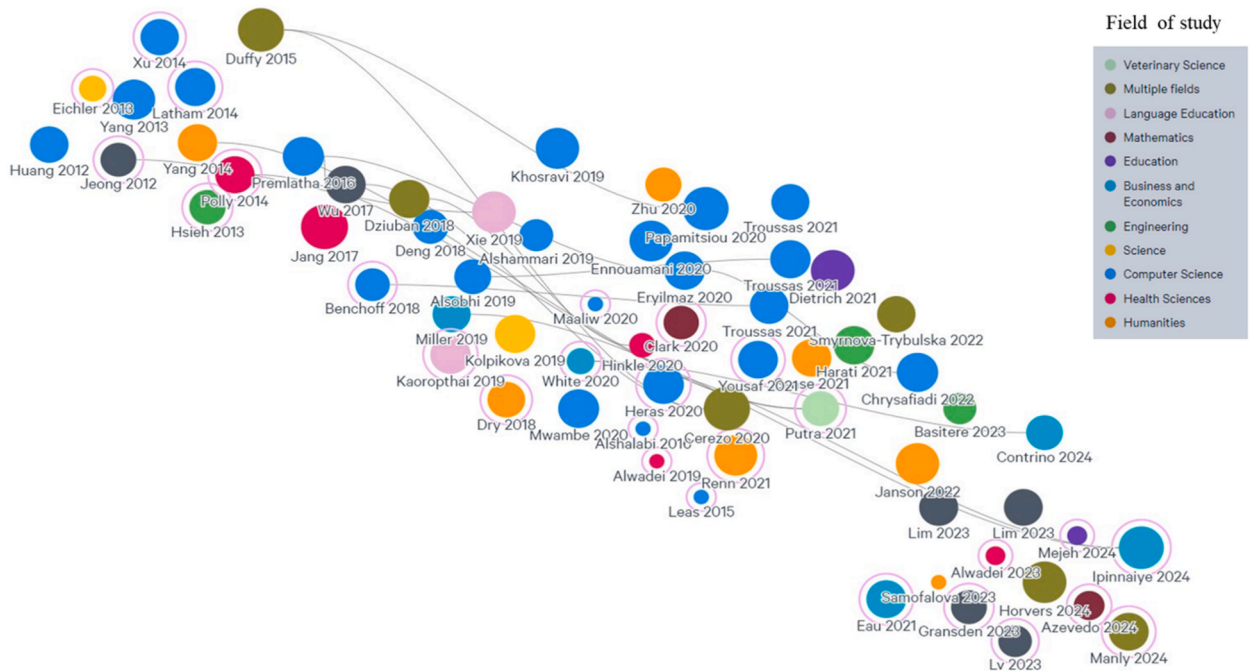 Field of study
Veterinary Science
Multiple fields
Language Education
Mathematics
Education
Business and
Economics
Engineering
Science
Computer Science
Health Sciences
Humanities
Xu 2014
Duffy 2015
Eichler 2013
Yang 2013
Latham 2014
Huang 2012
Jeong 2012
Yang 2014
Polly 2014
Premlatha 2016
Hsieh 2013
Wu 2017
Jang 2017
Dziuban 2018
Deng 2018
Khosravi 2019
Xie 2019
Alshammari 2019
Zhu 2020
Papamitsiou 2020
Troussas 2021
Ennouamani 2020
Eryilmaz 2020
Troussas 2021
Dietrich 2021
Benchoff 2018
Alsobhi 2019
Maaliw 2020
Troussas 2021
Smyrnova-Trybulska 2022
Miller 2019
Kolpikova 2019
Clark 2020
Hinkle 2020
Kaoropthai 2019
White 2020
Yousaf 2021
2021
Harati 2021
Chrysafiadi 2022
Dry 2018
Mwambe 2020
Heras 2020
Cerezo 2020
Putra 2021
Basitere 2023
Contrino 2024
Alshalabi 2016
Alwadei 2019
Renn 2021
Leas 2015
Janson 2022
Lim 2023
Lim 2023
Mejeh 2024
Ipinnaiye 2024
Alwadei 2023
Samofalova 2023
Horvers 2024
Eau 2021
Gransden 2023
Azevedo 2024
Lv 2023
Manly 2024